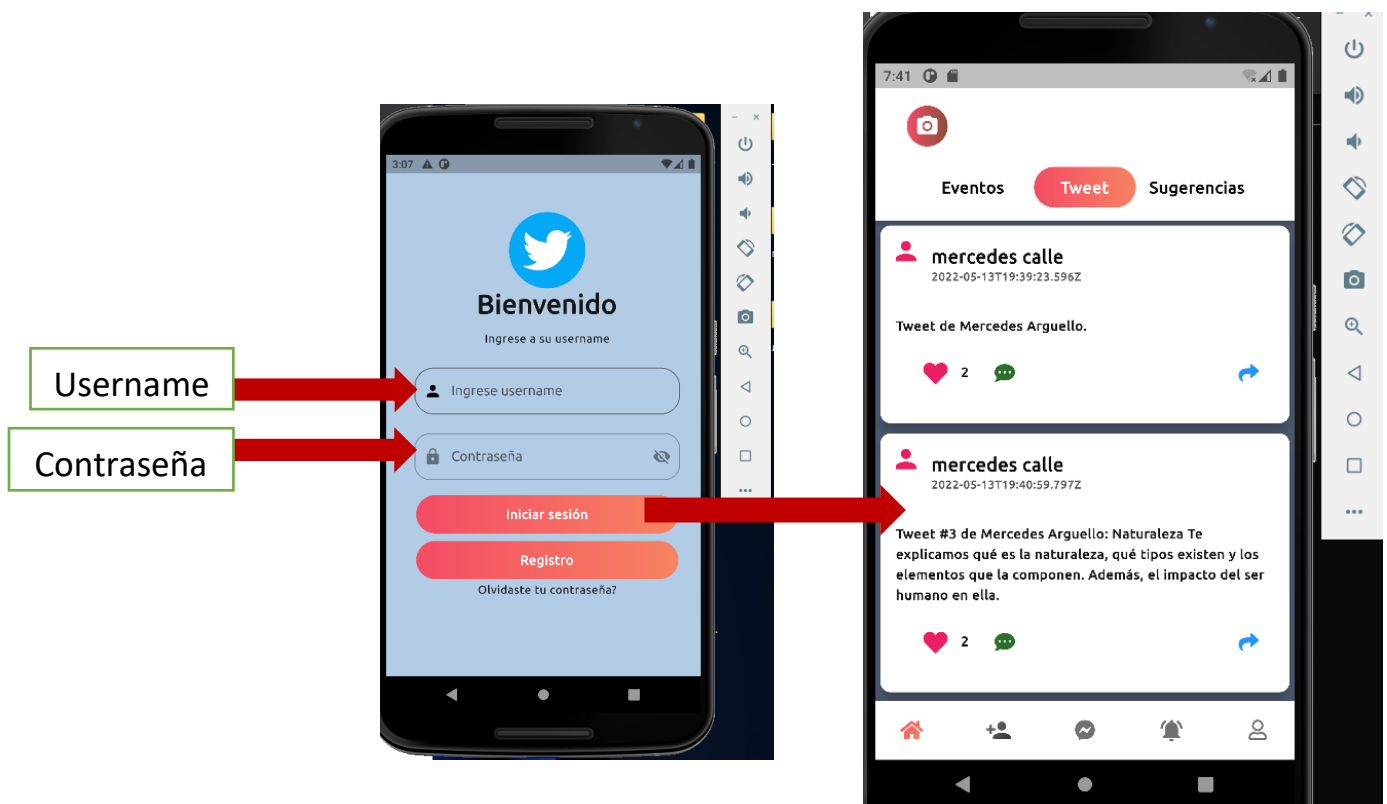 Username
Contraseña
3:07
Bienvenido
Ingrese a su username
Ingrese username
Contraseña
Iniciar sesión
Registro
Olvidaste tu contraseña?
7:41
Eventos
Tweet
Sugerencias
mercedes calle
2022-05-13T19:39:23.596Z
Tweet de Mercedes Arguello.
2
mercedes calle
2022-05-13T19:40:59.797Z
Tweet #3 de Mercedes Arguello: Naturaleza Te
explicamos qué es la naturaleza, qué tipos existen y los
elementos que la componen. Además, el impacto del ser
humano en ella.
2